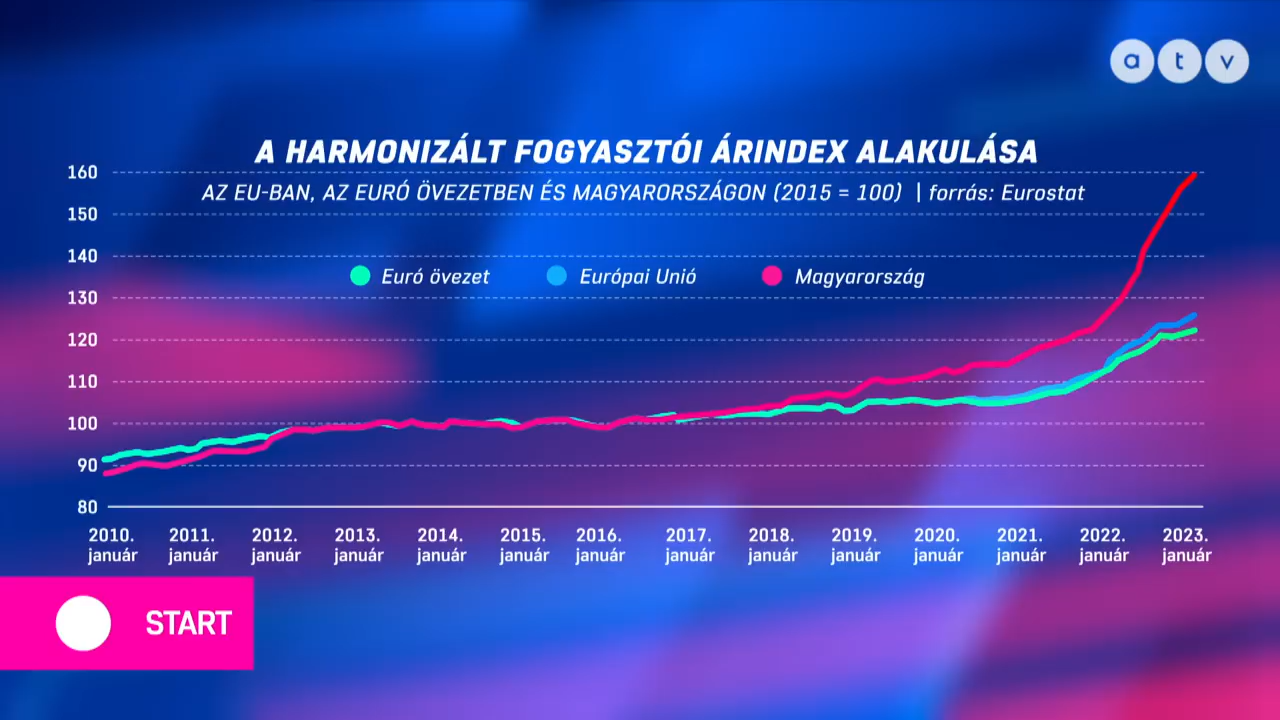 atv
A HARMONIZÁLT FOGYASZTÓI ÁRINDEX ALAKULÁSA
AZ EU-BAN, AZ EURÓ ÖVEZETBEN ÉS MAGYARORSZÁGON (2015 = 100) | forrás: Eurostat
Euró övezet Európai Unió Magyarország
160
150
140
130
120
110
100
90
80
2010. 2011. 2012. 2013. 2014. 2015. 2016. 2017. 2018. 2019. 2020. 2021. 2022. 2023.
január január január január január január január január január január január január január január
START